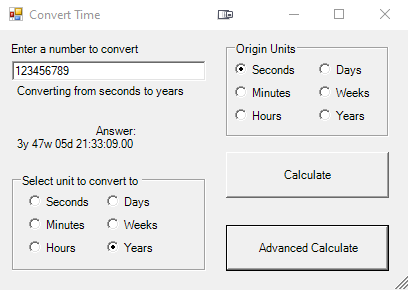 Convert Time
Enter a number to convert
123456789
Converting from seconds to years
Answer:
3y 47w 05d 21:33:09.00
Select unit to convert to
Seconds Days
Minutes Weeks
Hours Years
Origin Units
Seconds Days
Minutes Weeks
Hours Years
Calculate
Advanced Calculate